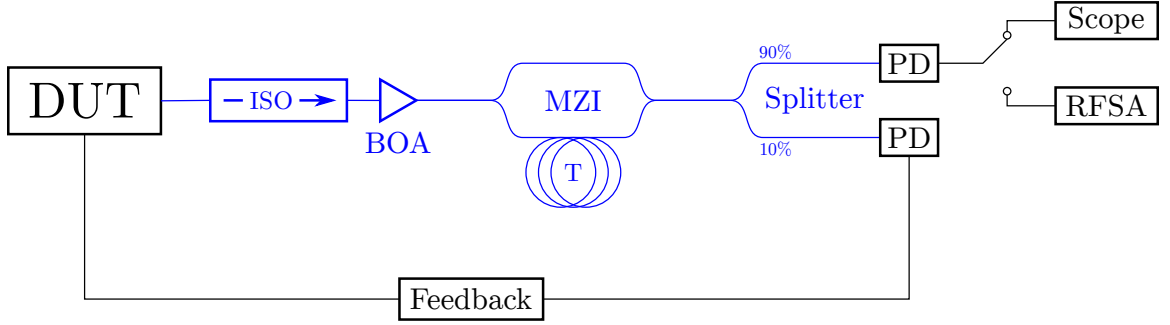 DUT
ISO
BOA
MZI
T
90%
Splitter
10%
PD
PD
Scope
RFSA
Feedback